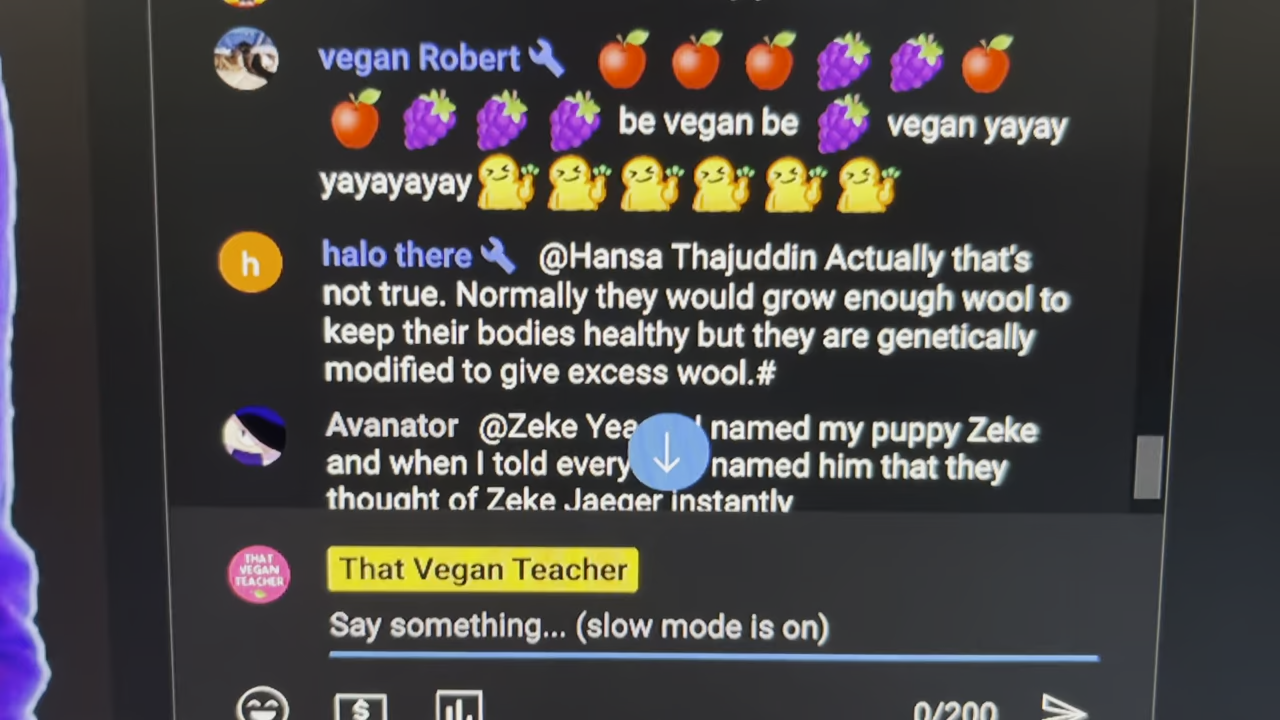 vegan Robert
be vegan be vegan yayay
yayayayay
h
halo there @Hansa Thajuddin Actually that's
not true. Normally they would grow enough wool to
keep their bodies healthy but they are genetically
modified to give excess wool.#
Avanator @Zeke named my puppy Zeke
and when I told named him that they
thought of Zeke Jaeger instantly
THAT
VEGAN
TEACHER
That Vegan Teacher
Say something... (slow mode is on)
$
0/200